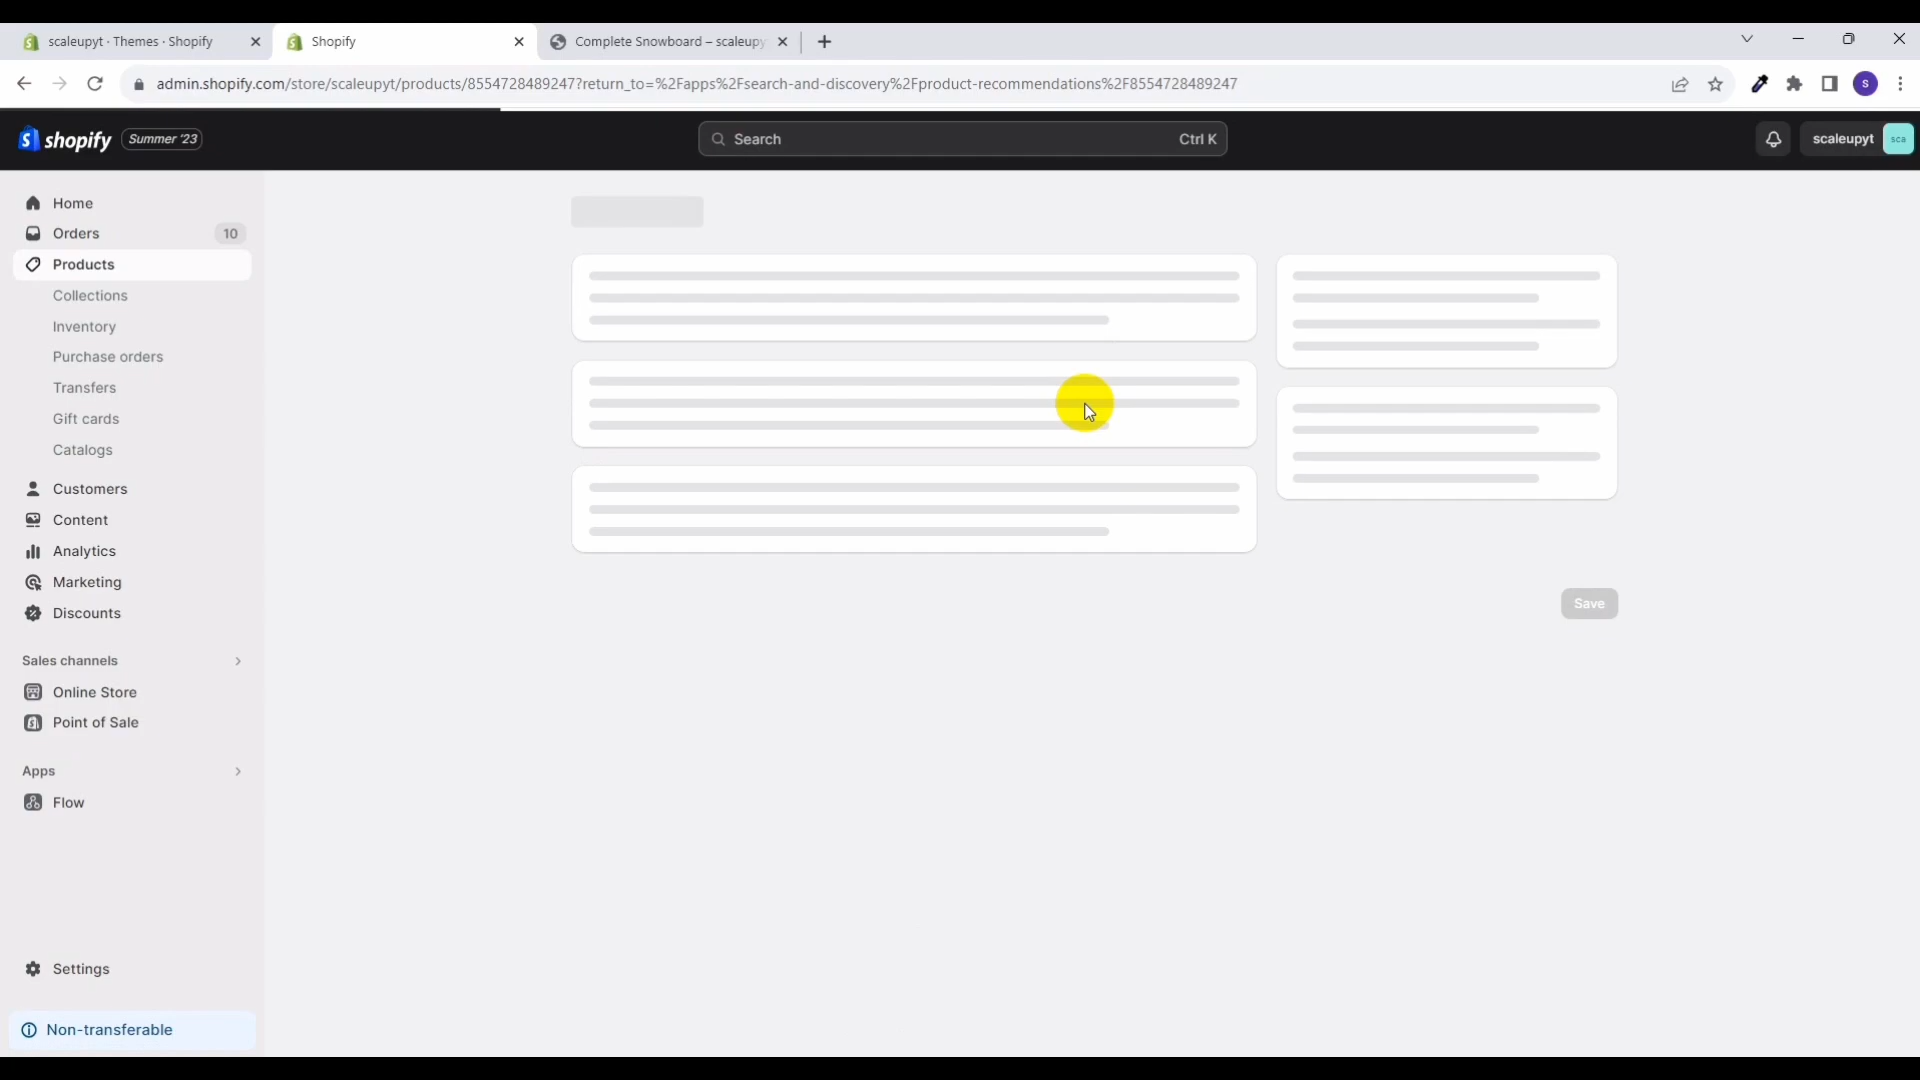 scaleupyt · Themes · Shopify
Shopify
Complete Snowboard – scaleupy
admin.shopify.com/store/scaleupyt/products/8554728489247?return_to=%2Fapps%2Fsearch-and-discovery%2Fproduct-recommendations%2F8554728489247
S
shopify
Summer '23
Search
Ctrl K
scaleupyt
sca
Home
Orders
10
Products
Collections
Inventory
Purchase orders
Transfers
Gift cards
Catalogs
Customers
Content
Analytics
Marketing
Discounts
Save
Sales channels
Online Store
Point of Sale
Apps
Flow
Settings
Non-transferable